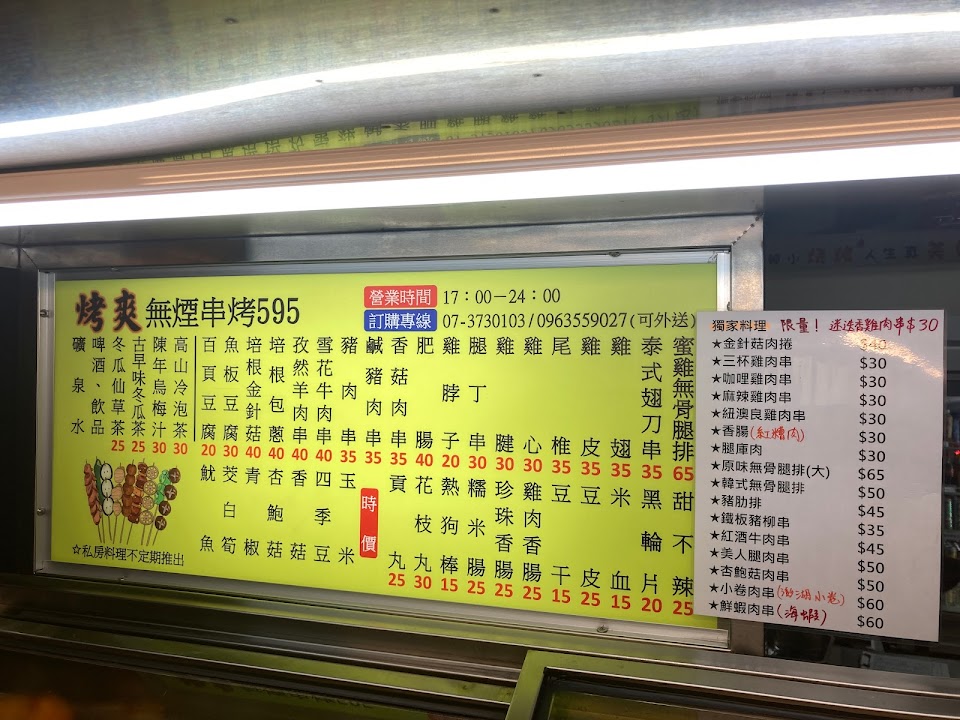 烤爽 無煙串烤595
營業時間 17：00－24：00
訂購專線 07-3730103/0963559027(可外送)
蜜雞無骨腿排 65
泰式翅刀串 35
雞翅 35
雞皮 35
尾椎 35
雞心 30
雞腱 30
腿丁串 30
雞脖子 20
肥腸 40
香菇肉串 35
鹹豬肉串 35
豬肉串 35
雪花牛肉串 40
孜然羊肉串 40
培根包蔥 40
培根金針菇 40
魚板豆腐 30
百頁豆腐 20
高山冷泡茶 30
陳年烏梅汁 30
古早味冬瓜茶 25
冬瓜仙草茶 25
啤酒、飲品
礦泉水
甜不辣 25
黑輪片 20
米血 15
豆皮 25
豆干 15
雞肉香腸 25
珍珠香腸 25
糯米腸 25
熱狗棒 15
花枝丸 30
貢丸 25
時價
玉米
四季豆
香菇
杏鮑菇
青椒
茭白筍
魷魚
☆私房料理不定期推出
獨家料理 限量！迷迭香雞肉串$30
★金針菇肉捲 $40
★三杯雞肉串 $30
★咖哩雞肉串 $30
★麻辣雞肉串 $30
★紐澳良雞肉串 $30
★香腸(紅糟肉) $30
★腿庫肉 $30
★原味無骨腿排(大) $65
★韓式無骨腿排 $50
★豬肋排 $45
★鐵板豬柳串 $35
★紅酒牛肉串 $45
★美人腿肉串 $50
★杏鮑菇肉串 $50
★小卷肉串(澎湖小卷) $60
★鮮蝦肉串(海蝦) $60